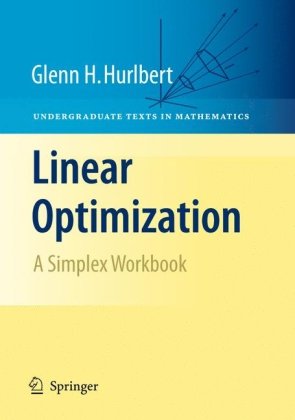 Glenn H. Hurlbert
UNDERGRADUATE TEXTS IN MATHEMATICS
Linear
Optimization
A Simplex Workbook
Springer